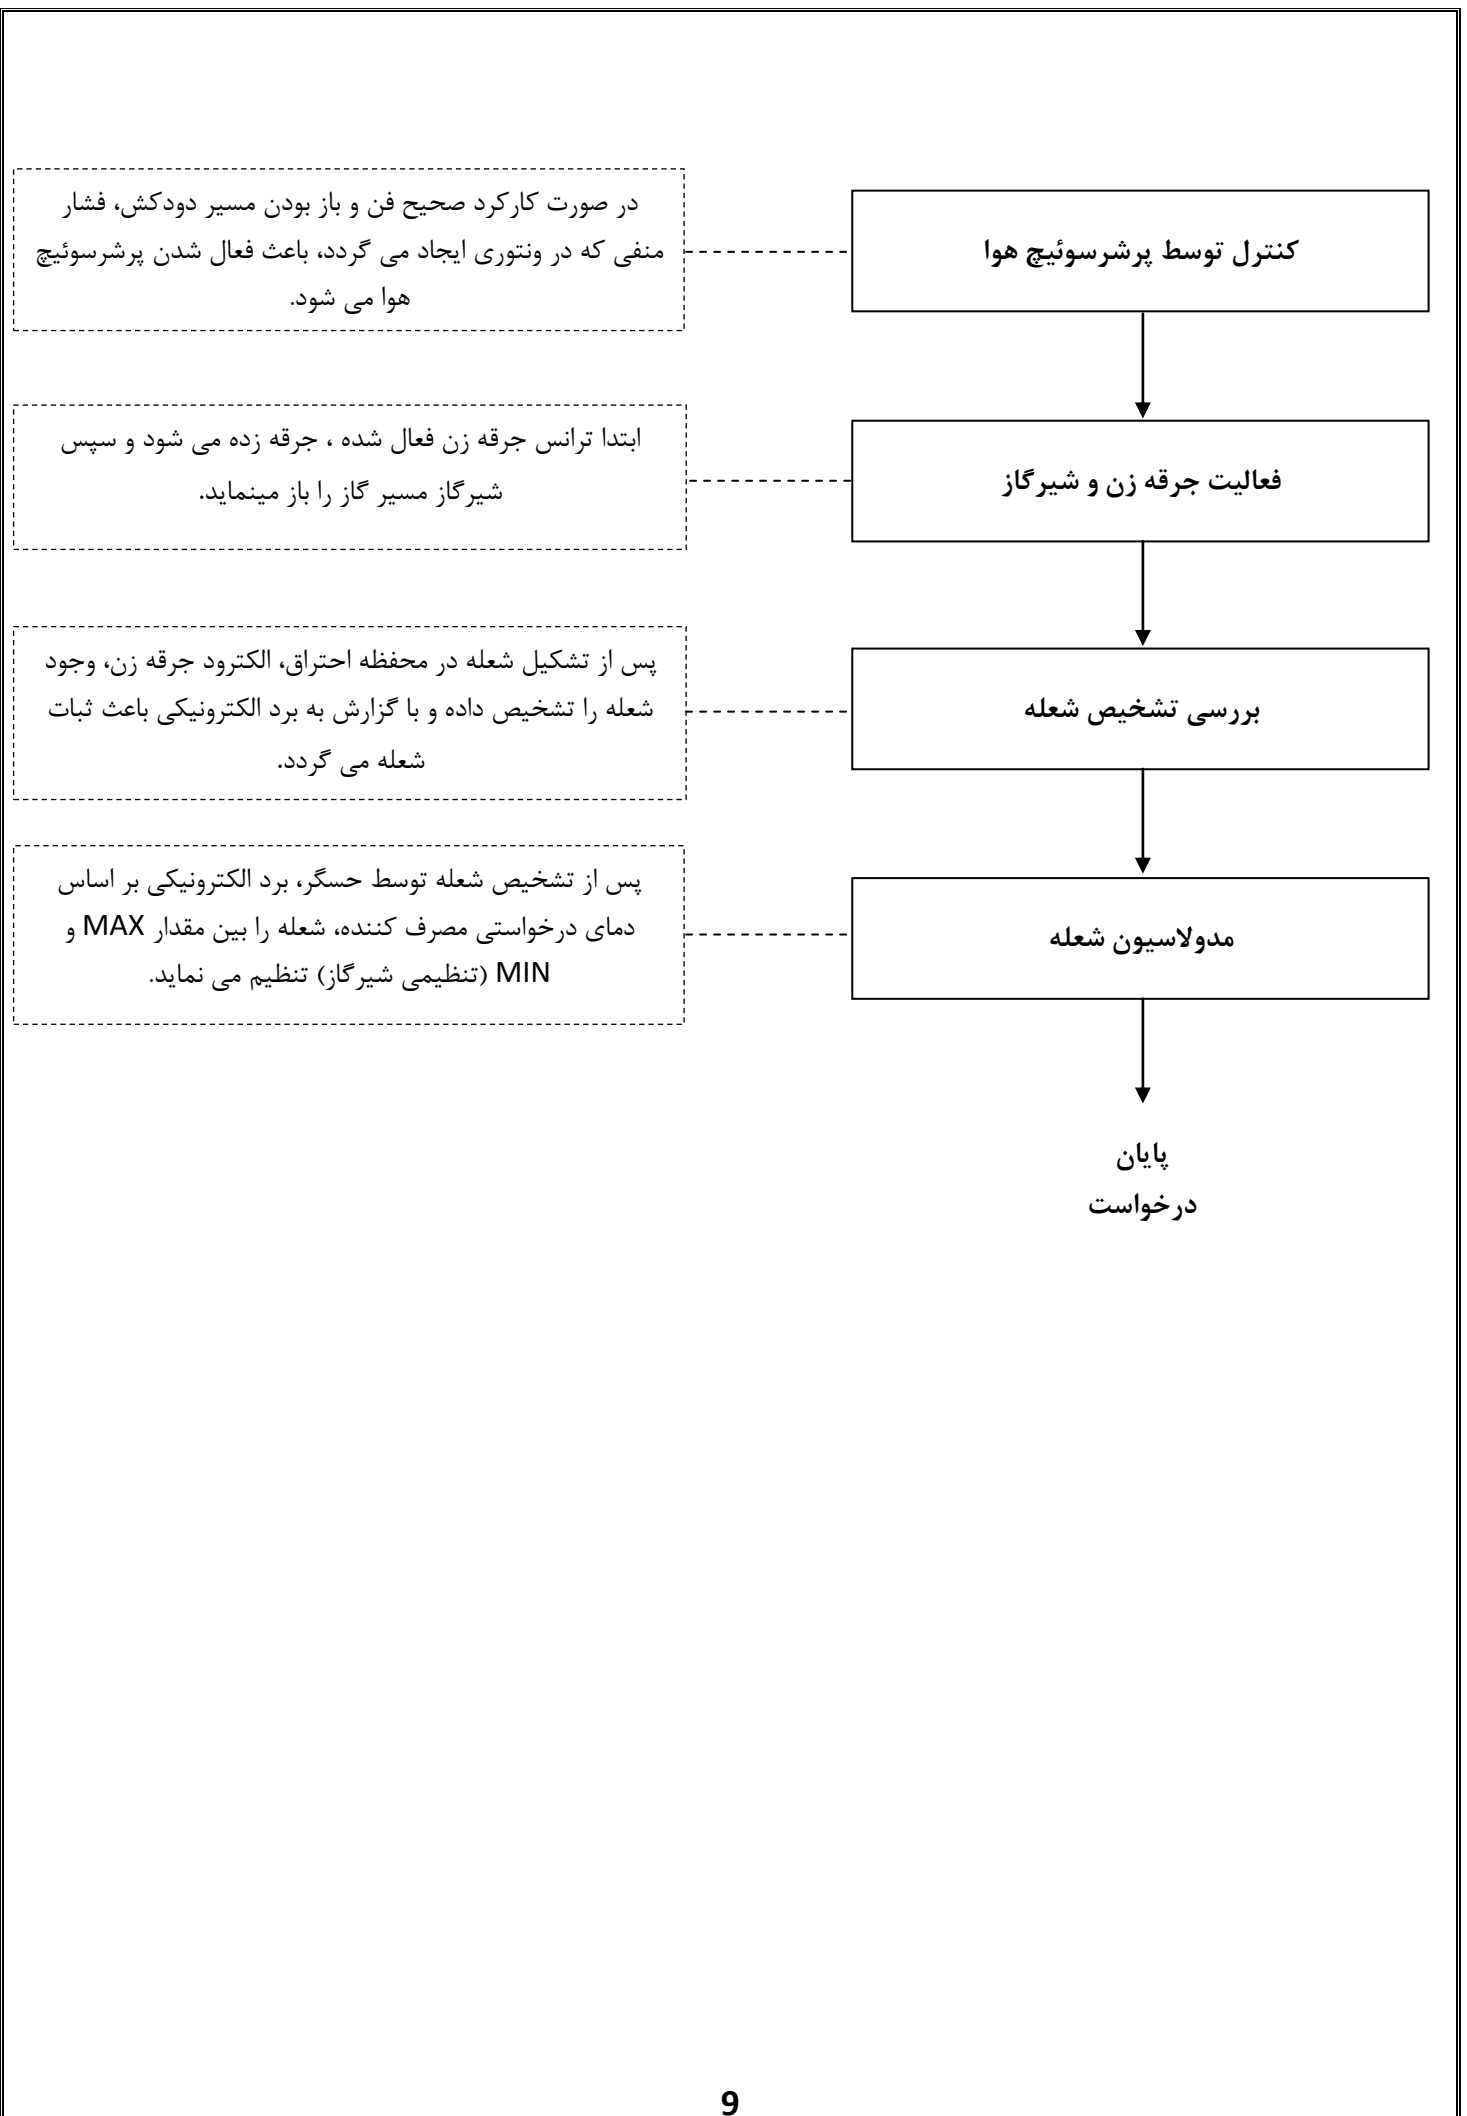 کنترل توسط پرشرسوئیچ هوا
در صورت کارکرد صحیح فن و باز بودن مسیر دودکش، فشار
منفی که در ونتوری ایجاد می گردد، باعث فعال شدن پرشرسوئیچ
هوا می شود.
فعالیت جرقه زن و شیرگاز
ابتدا ترانس جرقه زن فعال شده ، جرقه زده می شود و سپس
شیرگاز مسیر گاز را باز مینماید.
بررسی تشخیص شعله
پس از تشکیل شعله در محفظه احتراق، الکترود جرقه زن، وجود
شعله را تشخیص داده و با گزارش به برد الکترونیکی باعث ثبات
شعله می گردد.
مدولاسیون شعله
پس از تشخیص شعله توسط حسگر، برد الکترونیکی بر اساس
دمای درخواستی مصرف کننده، شعله را بین مقدار MAX و
MIN (تنظیمی شیرگاز) تنظیم می نماید.
پایان
درخواست
9